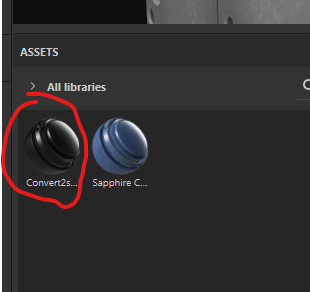 ASSETS
All libraries
Convert2s... Sapphire C...